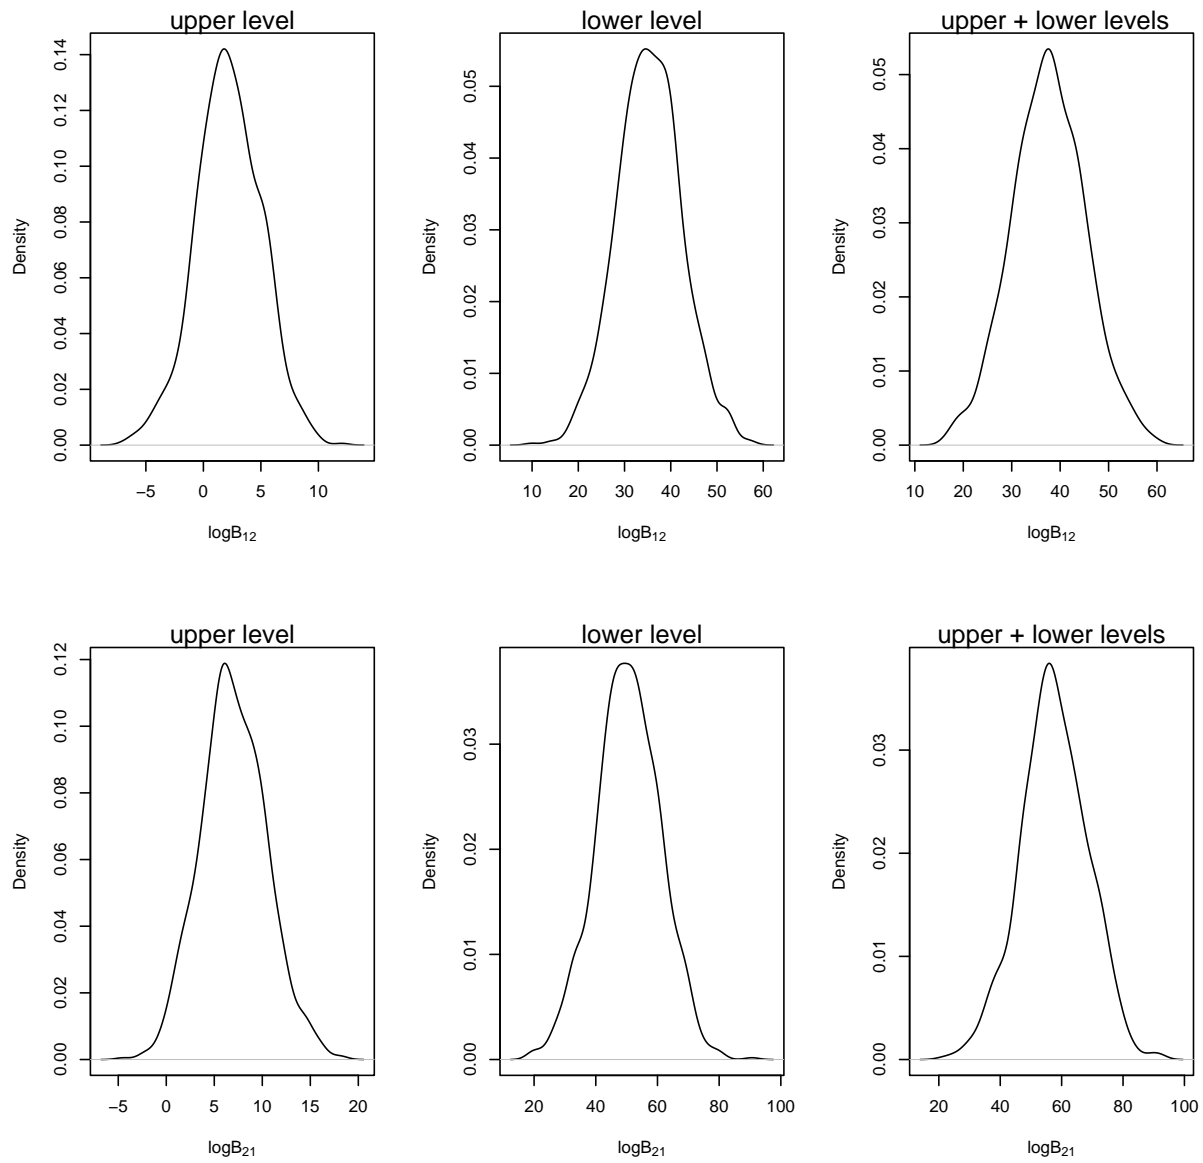 upper level
lower level
upper + lower levels
Density
0.00 0.02 0.04 0.06 0.08 0.10 0.12 0.14
−5 0 5 10
logB12
Density
0.00 0.01 0.02 0.03 0.04 0.05
10 20 30 40 50 60
logB12
Density
0.00 0.01 0.02 0.03 0.04 0.05
10 20 30 40 50 60
logB12
upper level
lower level
upper + lower levels
Density
0.00 0.02 0.04 0.06 0.08 0.10 0.12
−5 0 5 10 15 20
logB21
Density
0.00 0.01 0.02 0.03
20 40 60 80 100
logB21
Density
0.00 0.01 0.02 0.03
20 40 60 80 100
logB21